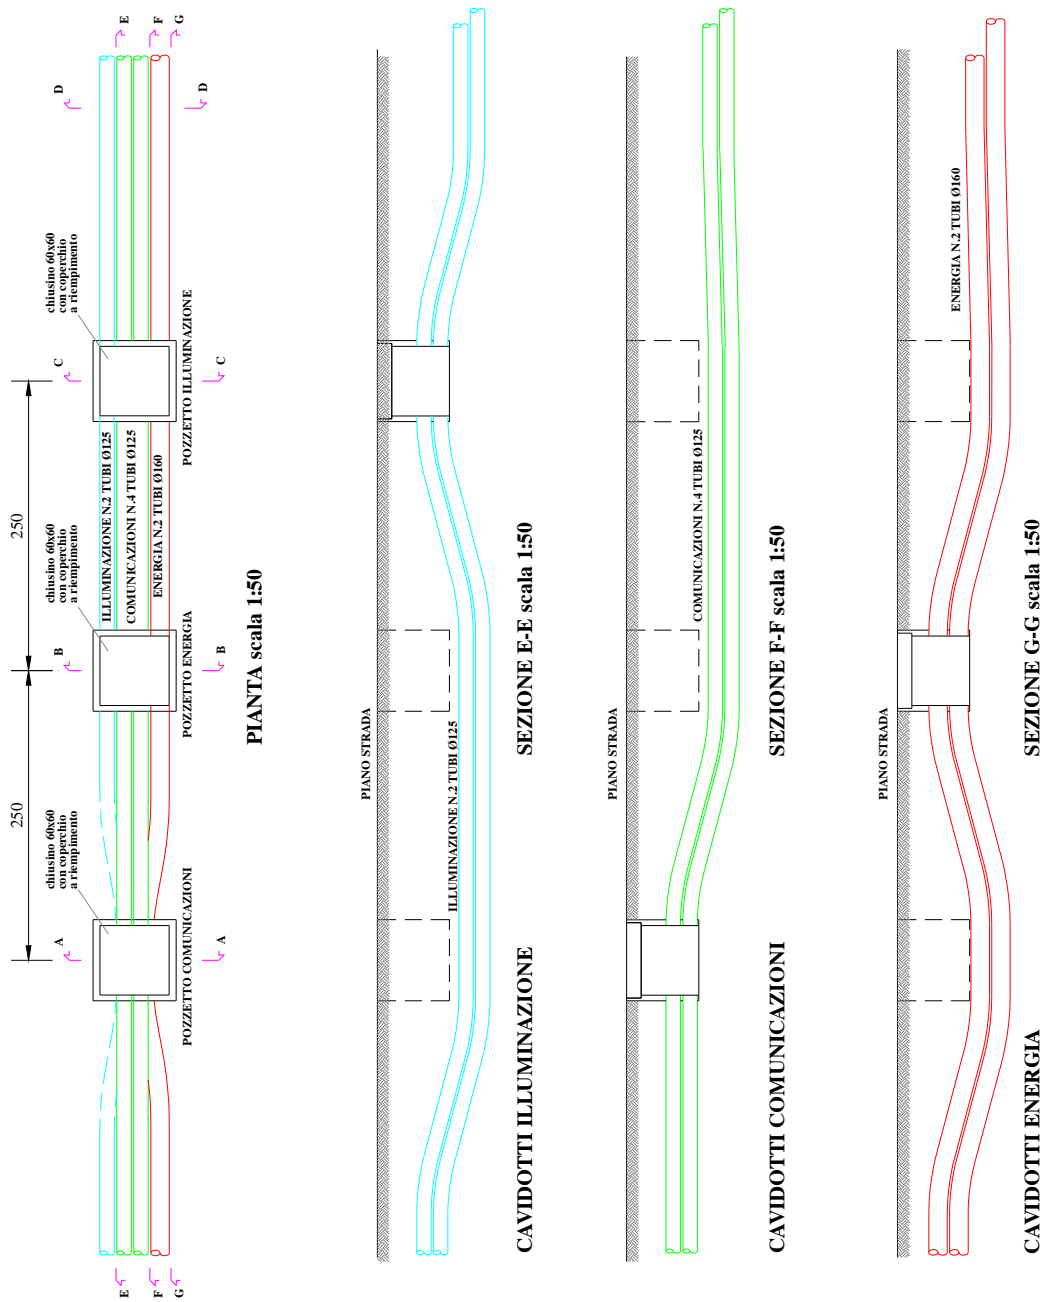 E
F
G
D
D
chiusino 60x60
con coperchio
a riempimento
C
C
POZZETTO ILLUMINAZIONE
250
ILLUMINAZIONE N.2 TUBI Ø125
COMUNICAZIONI N.4 TUBI Ø125
ENERGIA N.2 TUBI Ø160
chiusino 60x60
con coperchio
a riempimento
B
B
POZZETTO ENERGIA
250
chiusino 60x60
con coperchio
a riempimento
A
A
POZZETTO COMUNICAZIONI
E
F
G
PIANTA scala 1:50
PIANO STRADA
ILLUMINAZIONE N.2 TUBI Ø125
CAVIDOTTI ILLUMINAZIONE
SEZIONE E-E scala 1:50
PIANO STRADA
COMUNICAZIONI N.4 TUBI Ø125
CAVIDOTTI COMUNICAZIONI
SEZIONE F-F scala 1:50
PIANO STRADA
ENERGIA N.2 TUBI Ø160
CAVIDOTTI ENERGIA
SEZIONE G-G scala 1:50